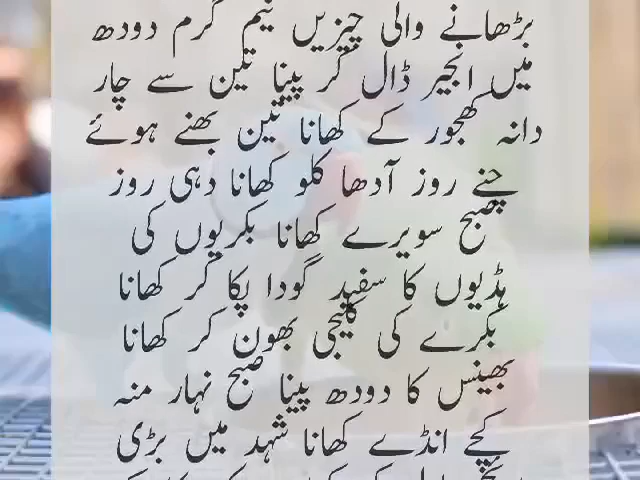 بڑھانے والی چیزیں نیم گرم دودھ
میں انجیر ڈال کر پینا تین سے چار
دانہ کھجور کے کھانا تین بھنے ہوئے
چنے روز آدھا کلو کھانا دہی روز
صبح سویرے کھانا بکریوں کی
ہڈیوں کا سفید گودا پکا کر کھانا
بکرے کی کلیجی بھون کر کھانا
بھینس کا دودھ پینا صبح نہار منہ
کچے انڈے کھانا شہد میں بڑی